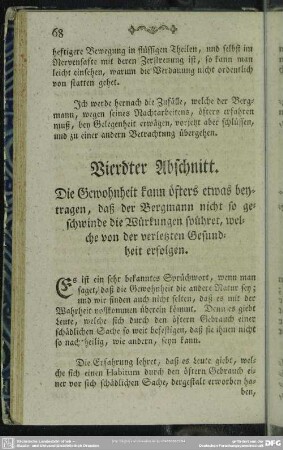 68
heftigere Bewegung in flüssigen Theilen, und selbst im
Nervensafte mit deren Zerstreuung ist, so kann man
leicht einsehen, warum die Verdauung nicht ordentlich
von statten gehet.
Ich werde hernach die Zufälle, welche der Berg-
mann, wegen seines Nachtarbeitens, öfters erfahren
muß, bey Gelegenheit erwägen, vorjetzt aber schlüssen,
und zu einer andern Betrachtung übergehen.
Vierdter Abschnitt.
Die Gewohnheit kann öfters etwas bey-
tragen, daß der Bergmann nicht so ge-
schwinde die Würkungen spühret, wel-
che von der verletzten Gesund-
heit erfolgen.
Es ist ein sehr bekanntes Sprüchwort, wenn man
saget, daß die Gewohnheit die andere Natur sey;
und wir finden auch nicht selten, daß es mit der
Wahrheit vollkommen überein kömmt. Denn es giebt
Leute, welche sich durch den öftern Gebrauch einer
schädlichen Sache so weit befestigen, daß sie ihnen nicht
so nachtheilig, wie andern, seyn kann.
Die Erfahrung lehret, daß es Leute giebt, wel-
che sich einen Habitum durch den öftern Gebrauch ei-
ner vor sich schädlichen Sache, dergestalt erworben ha-
ben,